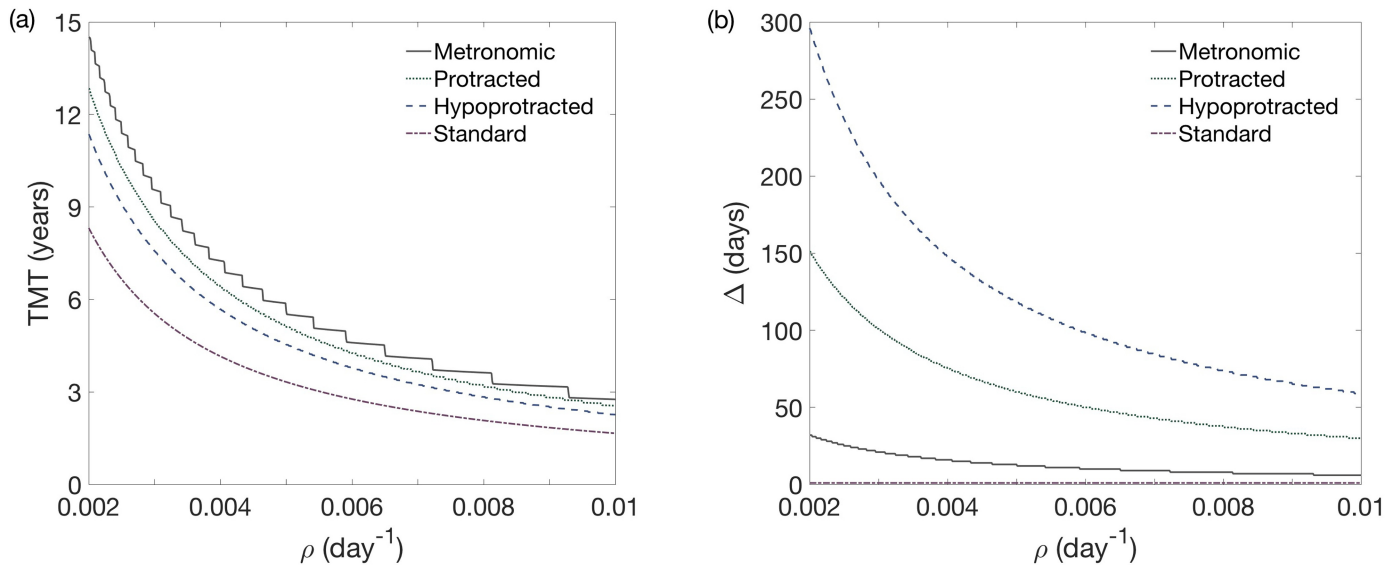 (a)
15
12
9
6
3
0
TMT (years)
Metronomic
Protracted
Hypoprotracted
Standard
0.002
0.004
0.006
0.008
0.01
ρ (day⁻¹)
(b)
300
250
200
150
100
50
0
Δ (days)
Metronomic
Protracted
Hypoprotracted
Standard
0.002
0.004
0.006
0.008
0.01
ρ (day⁻¹)